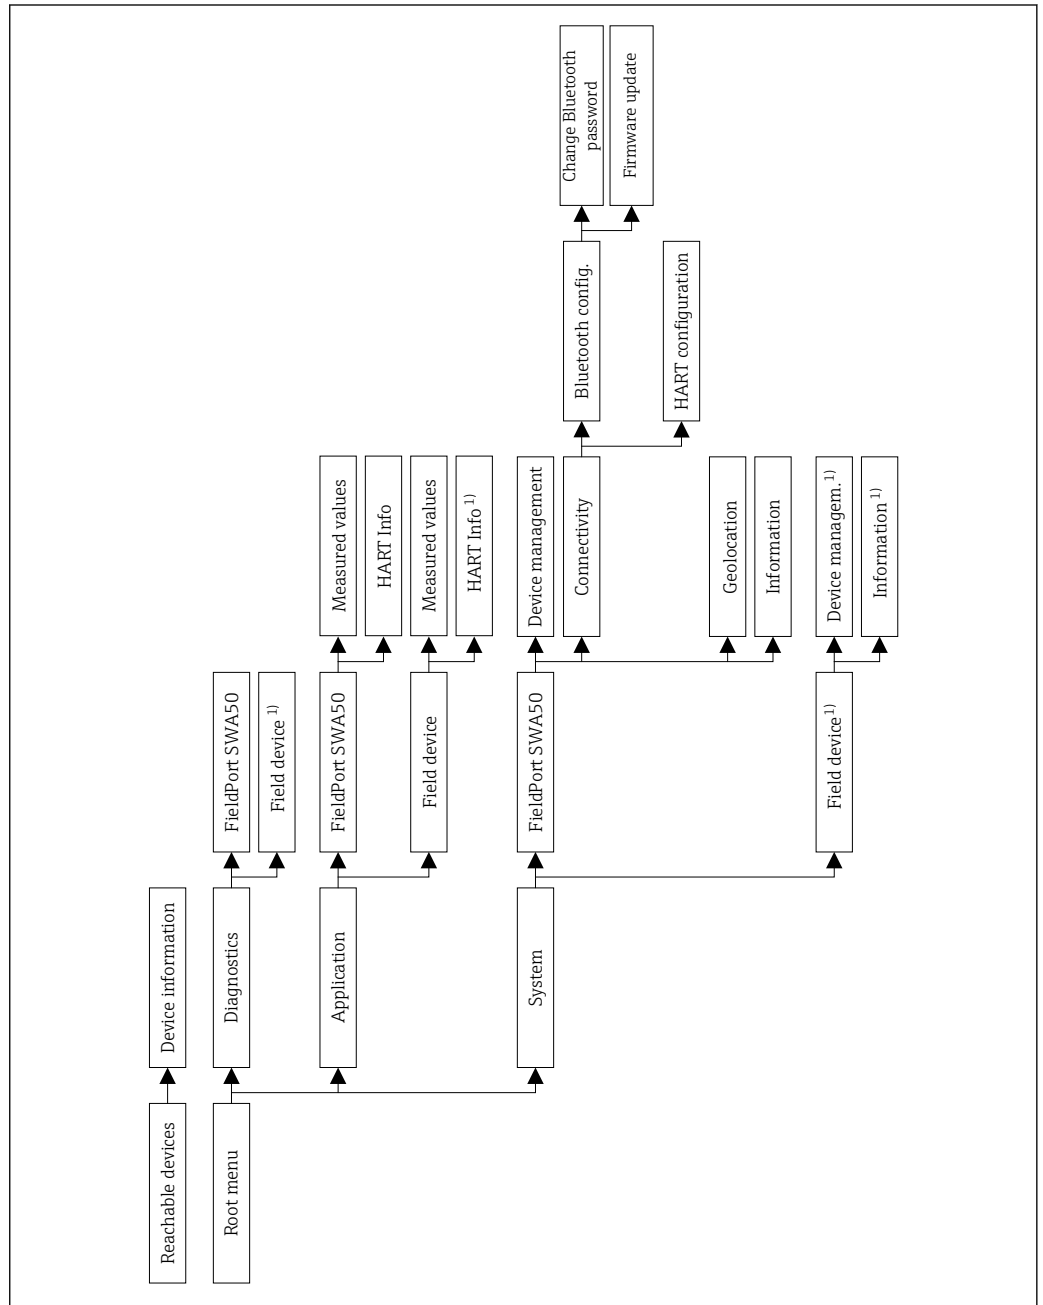 Reachable devices
Device information
Root menu
Diagnostics
FieldPort SWA50
Field device 1)
Application
FieldPort SWA50
Measured values
HART Info
Field device
Measured values
HART Info 1)
System
FieldPort SWA50
Device management
Connectivity
Bluetooth config.
Change Bluetooth
password
Firmware update
HART configuration
Geolocation
Information
Field device1)
Device managem.1)
Information 1)